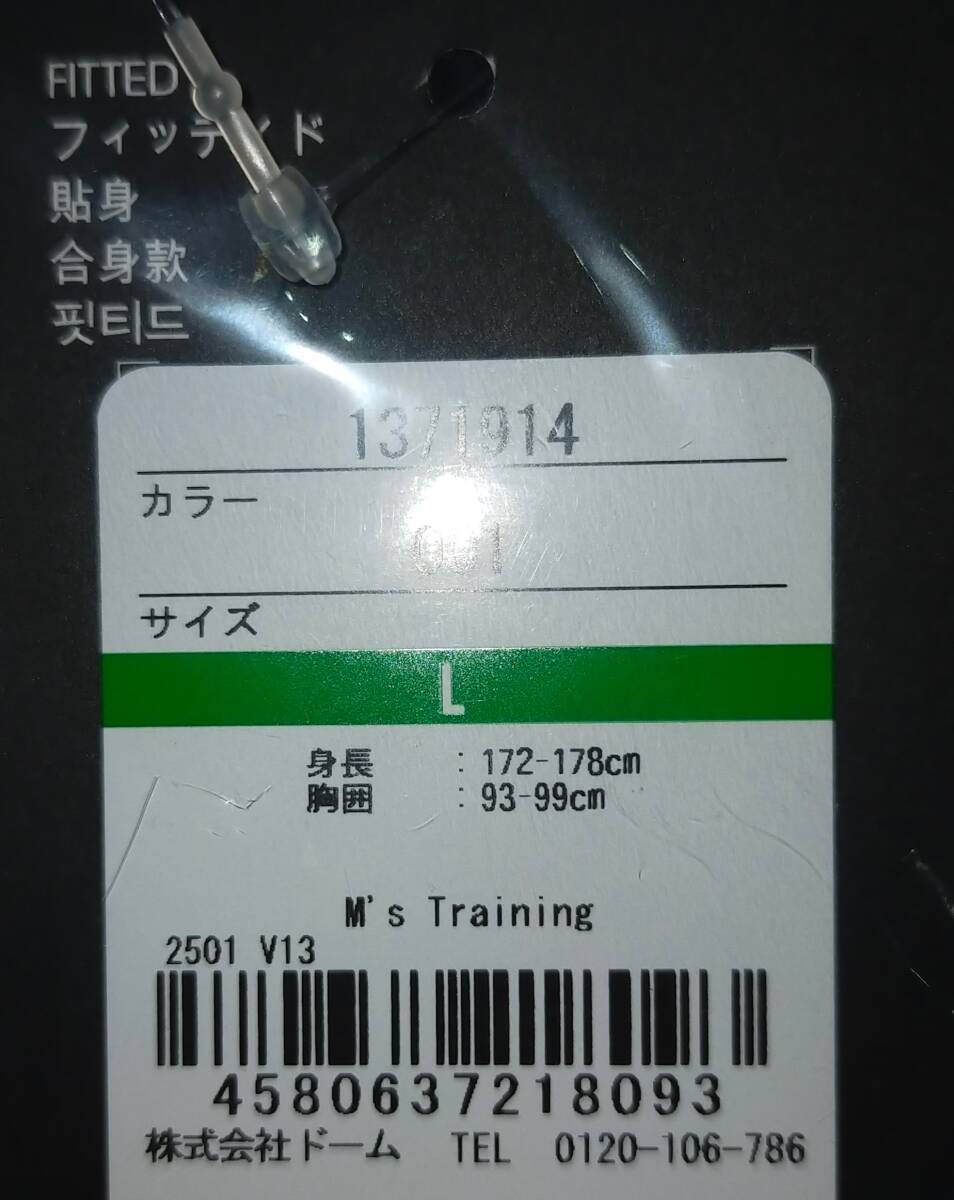 FITTED
フィッティド
貼身
合身款
핏티드
1371914
カラー
001
サイズ
L
身長 : 172-178cm
胸囲 : 93-99cm
M's Training
2501 V13
4580637218093
株式会社ドーム TEL 0120-106-786